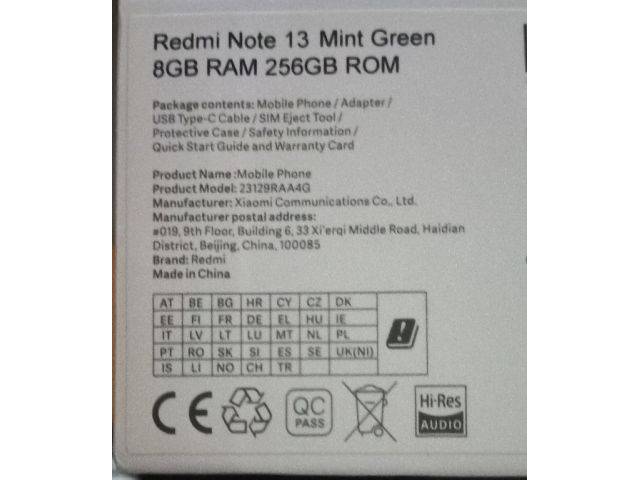 Redmi Note 13 Mint Green
8GB RAM 256GB ROM
Package contents: Mobile Phone / Adapter /
USB Type-C Cable / SIM Eject Tool /
Protective Case / Safety Information /
Quick Start Guide and Warranty Card
Product Name :Mobile Phone
Product Model: 23129RAA4G
Manufacturer: Xiaomi Communications Co., Ltd.
Manufacturer postal address:
#019, 9th Floor, Building 6, 33 Xi'erqi Middle Road, Haidian
District, Beijing, China, 100085
Brand: Redmi
Made in China
AT BE BG HR CY CZ DK
EE FI FR DE EL HU IE
IT LV LT LU MT NL PL
PT RO SK SI ES SE UK(NI)
IS LI NO CH TR
CE
QC
PASS
Hi-Res
AUDIO